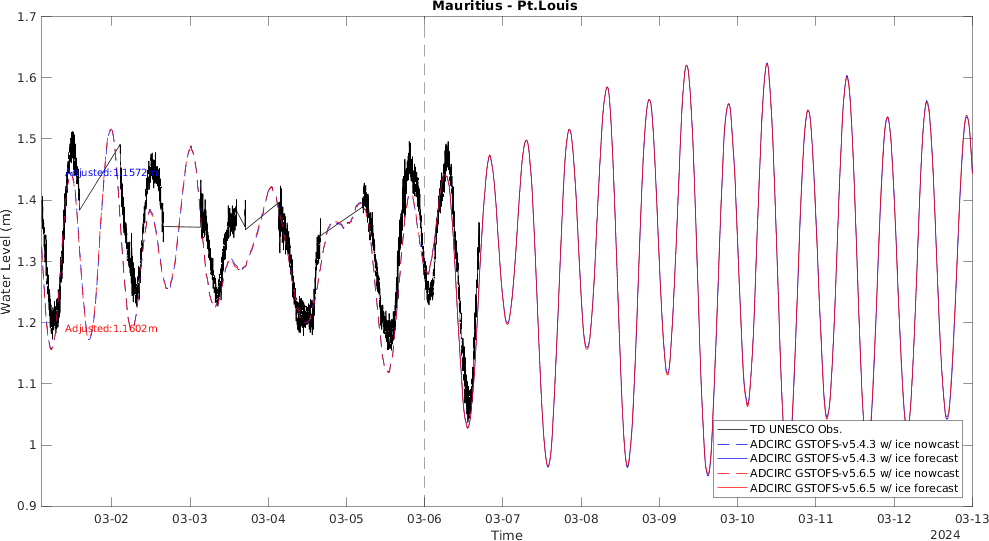 Mauritius - Pt.Louis
1.7
1.6
1.5
1.4
1.3
1.2
1.1
1
0.9
Water Level (m)
Adjusted:1.1572m
Adjusted:1.1602m
TD UNESCO Obs.
ADCIRC GSTOFS-v5.4.3 w/ ice nowcast
ADCIRC GSTOFS-v5.4.3 w/ ice forecast
ADCIRC GSTOFS-v5.6.5 w/ ice nowcast
ADCIRC GSTOFS-v5.6.5 w/ ice forecast
03-02 03-03 03-04 03-05 03-06 03-07 03-08 03-09 03-10 03-11 03-12 03-13
Time
2024